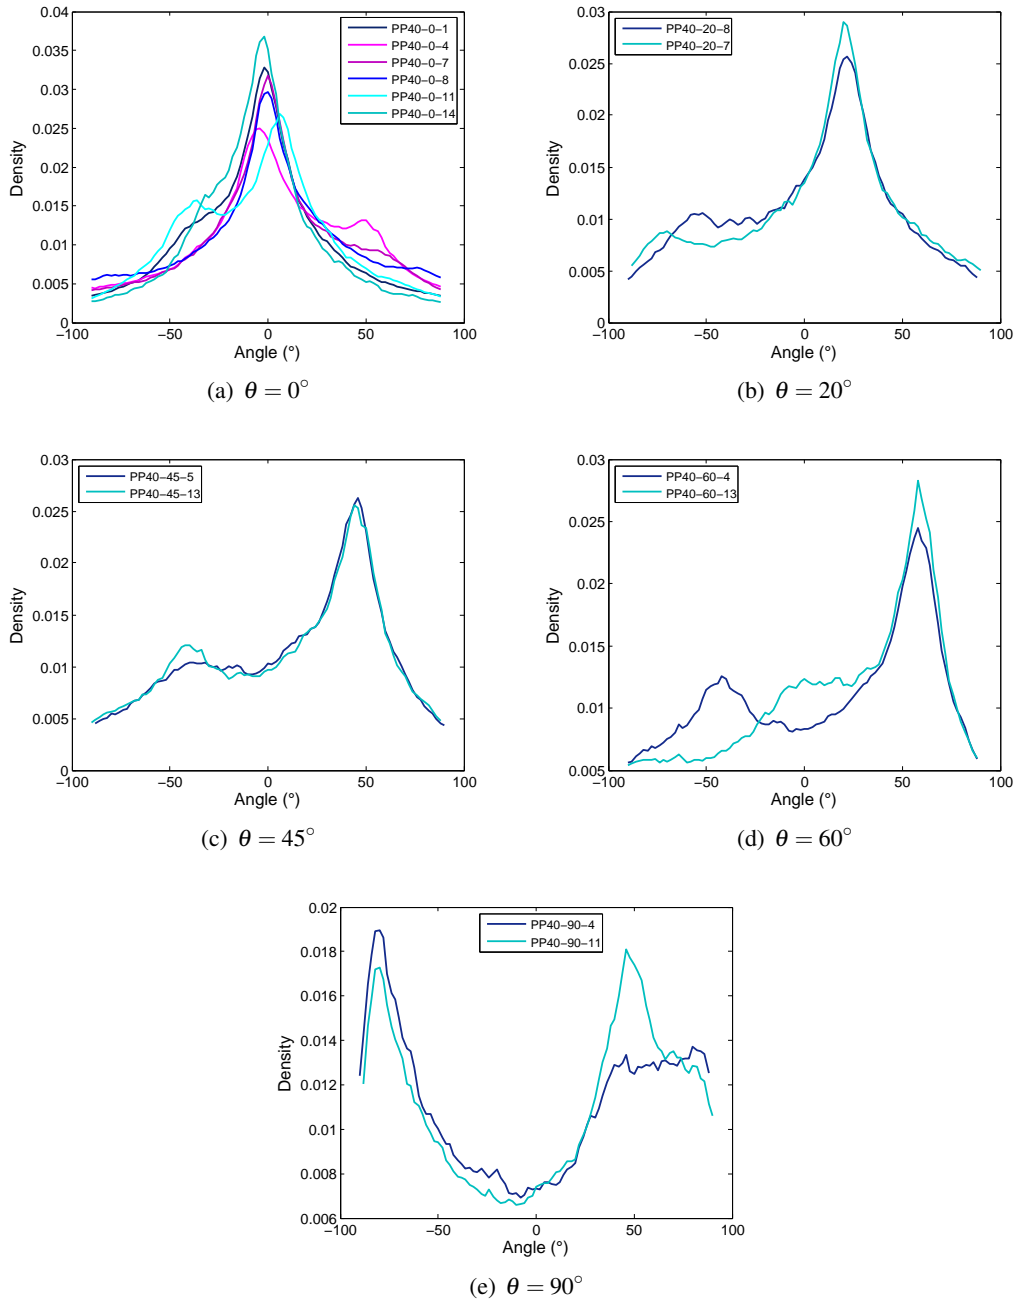 0.04
0.035
0.03
0.025
0.02
0.015
0.01
0.005
0
−100
−50
0
50
100
Density
Angle (°)
PP40−0−1
PP40−0−4
PP40−0−7
PP40−0−8
PP40−0−11
PP40−0−14
(a) θ = 0°
0.03
0.025
0.02
0.015
0.01
0.005
0
−100
−50
0
50
100
Density
Angle (°)
PP40−20−8
PP40−20−7
(b) θ = 20°
0.03
0.025
0.02
0.015
0.01
0.005
0
−100
−50
0
50
100
Density
Angle (°)
PP40−45−5
PP40−45−13
(c) θ = 45°
0.03
0.025
0.02
0.015
0.01
0.005
−100
−50
0
50
100
Density
Angle (°)
PP40−60−4
PP40−60−13
(d) θ = 60°
0.02
0.018
0.016
0.014
0.012
0.01
0.008
0.006
−100
−50
0
50
100
Density
Angle (°)
PP40−90−4
PP40−90−11
(e) θ = 90°